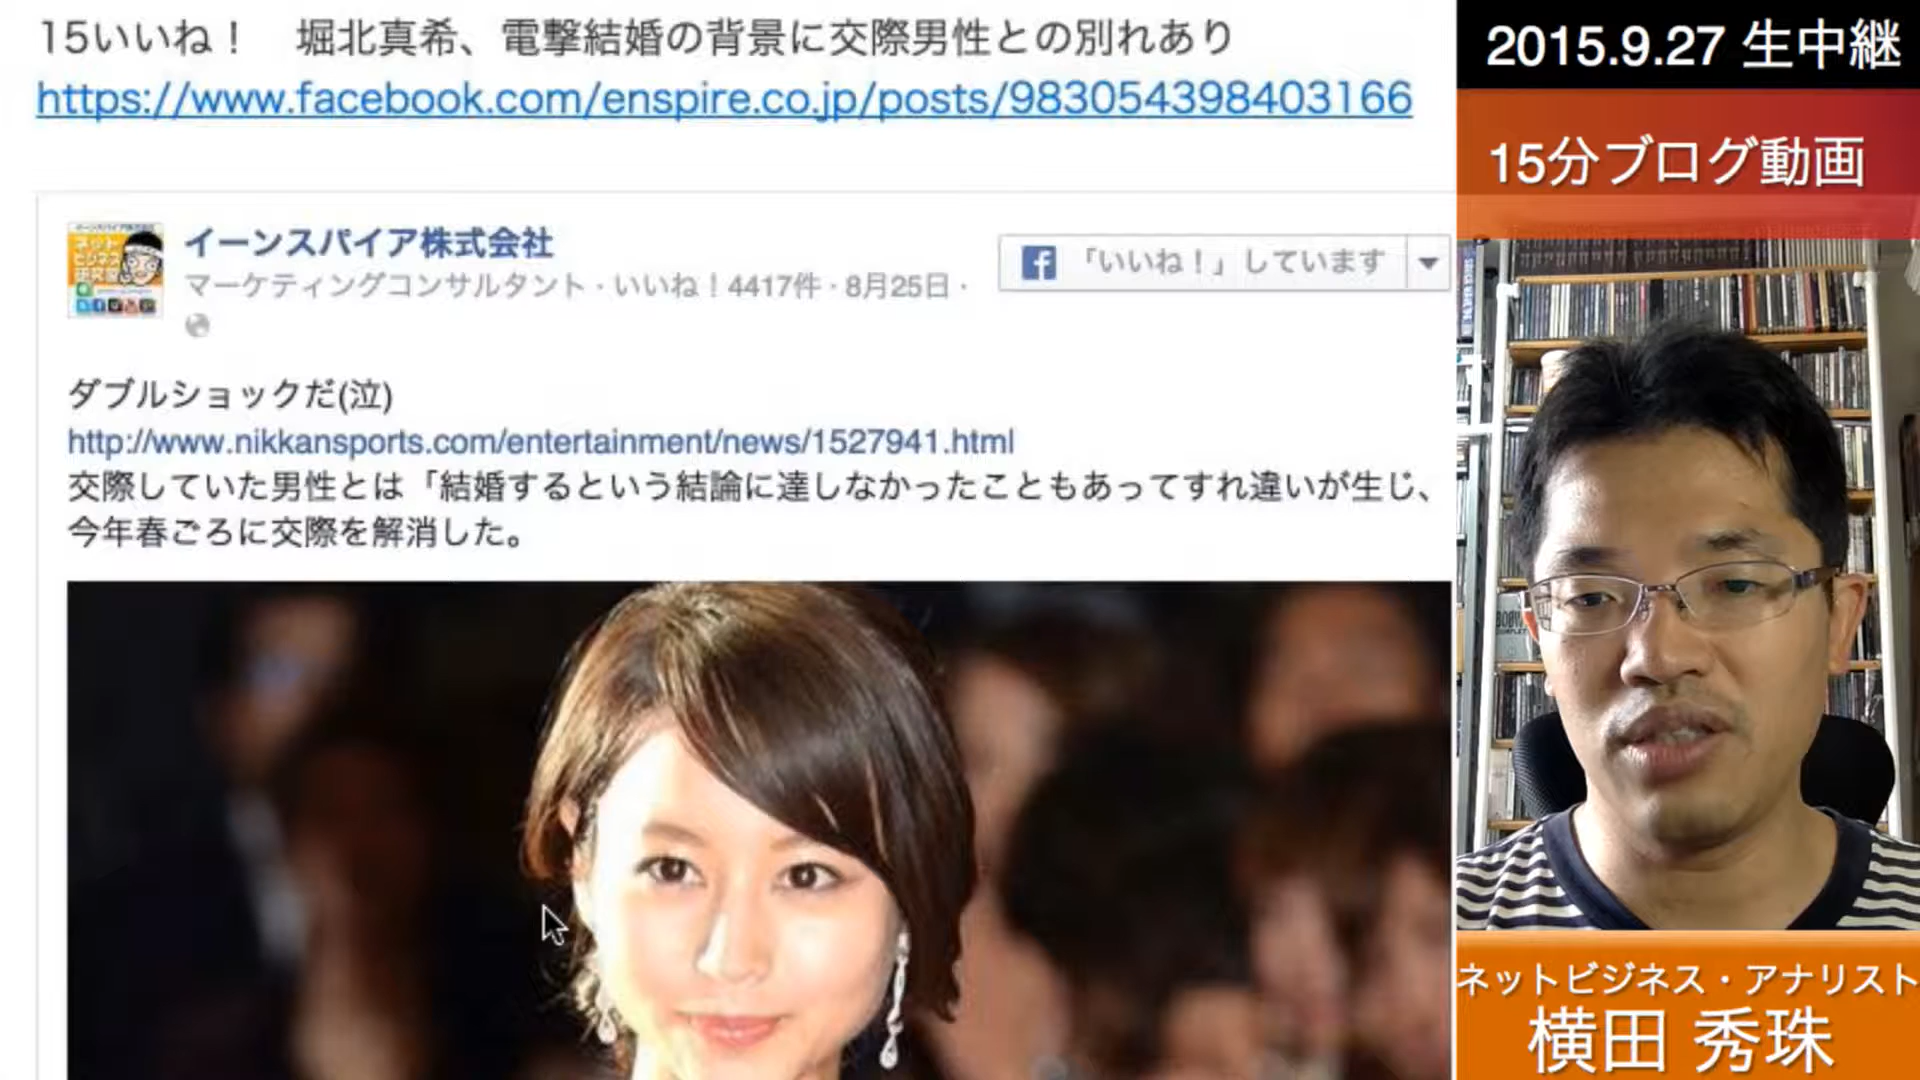 15いいね！　堀北真希、電撃結婚の背景に交際男性との別れあり
https://www.facebook.com/enspire.co.jp/posts/983054398403166
イーンスパイア株式会社
マーケティングコンサルタント · いいね！4417件 · 8月25日 ·
「いいね！」しています
ダブルショックだ(泣)
http://www.nikkansports.com/entertainment/news/1527941.html
交際していた男性とは「結婚するという結論に達しなかったこともあってすれ違いが生じ、
今年春ごろに交際を解消した。
2015.9.27 生中継
15分ブログ動画
ネットビジネス・アナリスト
横田 秀珠